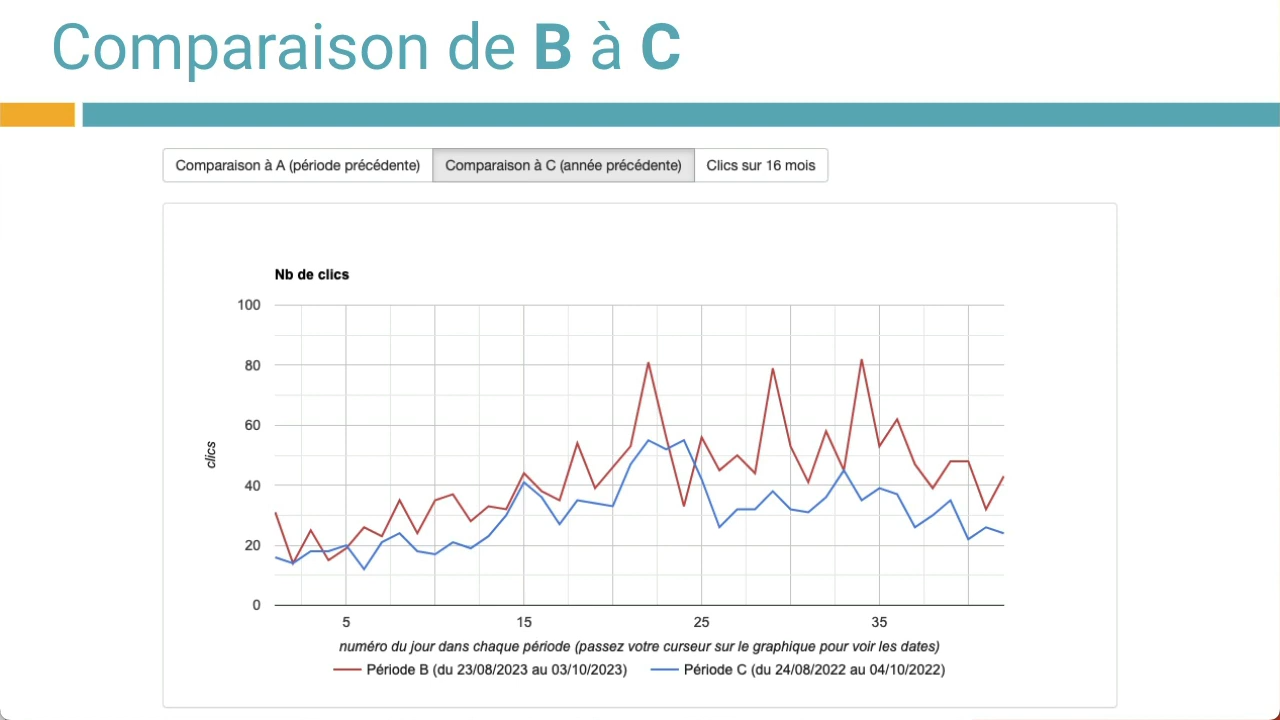 Comparaison de B à C
Comparaison à A (période précédente) Comparaison à C (année précédente) Clics sur 16 mois
Nb de clics
100
80
60
40
20
0
clics
5 15 25 35
numéro du jour dans chaque période (passez votre curseur sur le graphique pour voir les dates)
Période B (du 23/08/2023 au 03/10/2023) Période C (du 24/08/2022 au 04/10/2022)